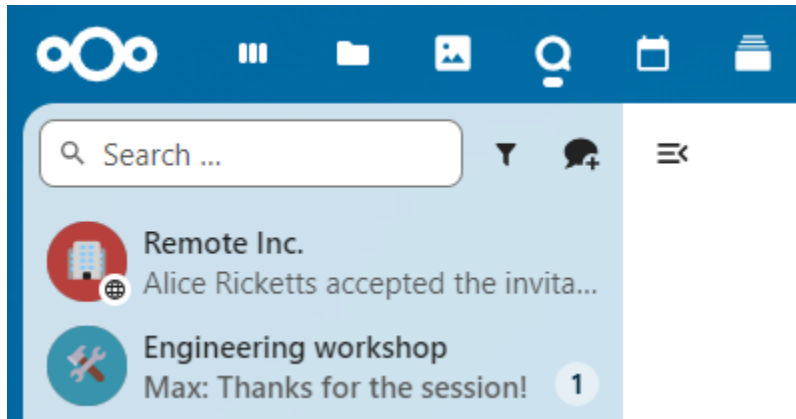 Search ...
Remote Inc.
Alice Ricketts accepted the invita...
Engineering workshop
Max: Thanks for the session! 1